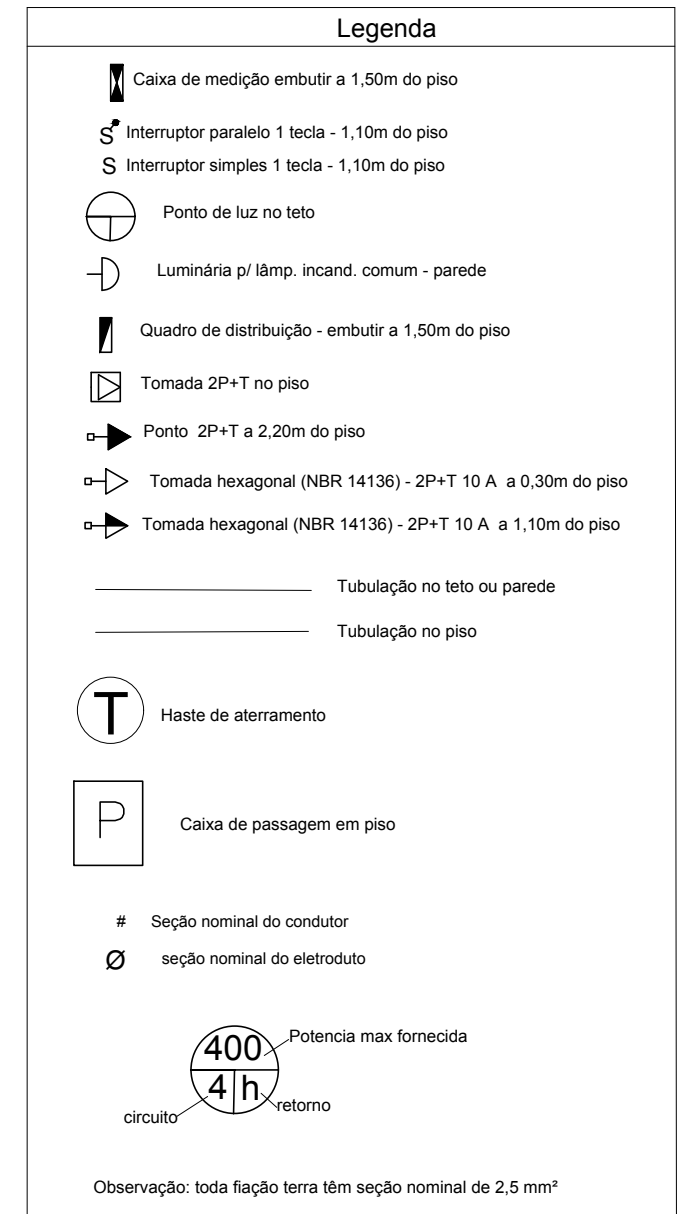 Legenda
Caixa de medição embutir a 1,50m do piso
S Interruptor paralelo 1 tecla - 1,10m do piso
S Interruptor simples 1 tecla - 1,10m do piso
Ponto de luz no teto
Luminária p/ lâmp. incand. comum - parede
Quadro de distribuição - embutir a 1,50m do piso
Tomada 2P+T no piso
Ponto 2P+T a 2,20m do piso
Tomada hexagonal (NBR 14136) - 2P+T 10 A a 0,30m do piso
Tomada hexagonal (NBR 14136) - 2P+T 10 A a 1,10m do piso
Tubulação no teto ou parede
Tubulação no piso
T Haste de aterramento
P Caixa de passagem em piso
# Seção nominal do condutor
Ø seção nominal do eletroduto
400 Potencia max fornecida
4 h
retorno
circuito
Observação: toda fiação terra têm seção nominal de 2,5 mm²